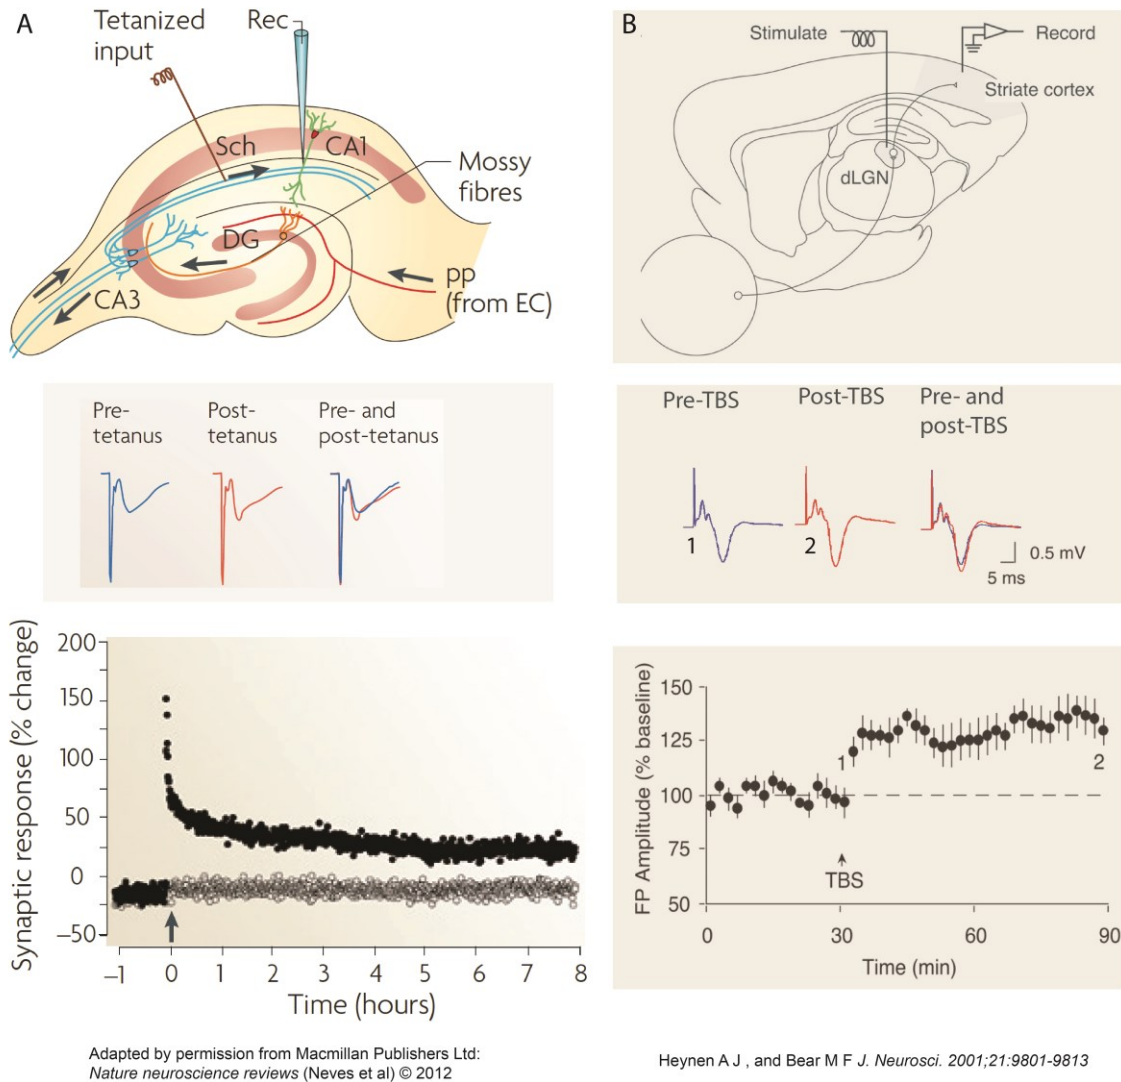 A
Tetanized
input
Rec
Sch
CA1
Mossy
fibres
DG
CA3
pp
(from EC)
Pre-
tetanus
Post-
tetanus
Pre- and
post-tetanus
Synaptic response (% change)
200
150
100
50
0
–50
–1 0 1 2 3 4 5 6 7 8
Time (hours)
Adapted by permission from Macmillan Publishers Ltd:
Nature neuroscience reviews (Neves et al) © 2012
B
Stimulate
Record
Striate cortex
dLGN
Pre-TBS
Post-TBS
Pre- and
post-TBS
1
2
0.5 mV
5 ms
FP Amplitude (% baseline)
150
125
100
75
50
1
2
TBS
0 30 60 90
Time (min)
Heynen A J , and Bear M F J. Neurosci. 2001;21:9801-9813